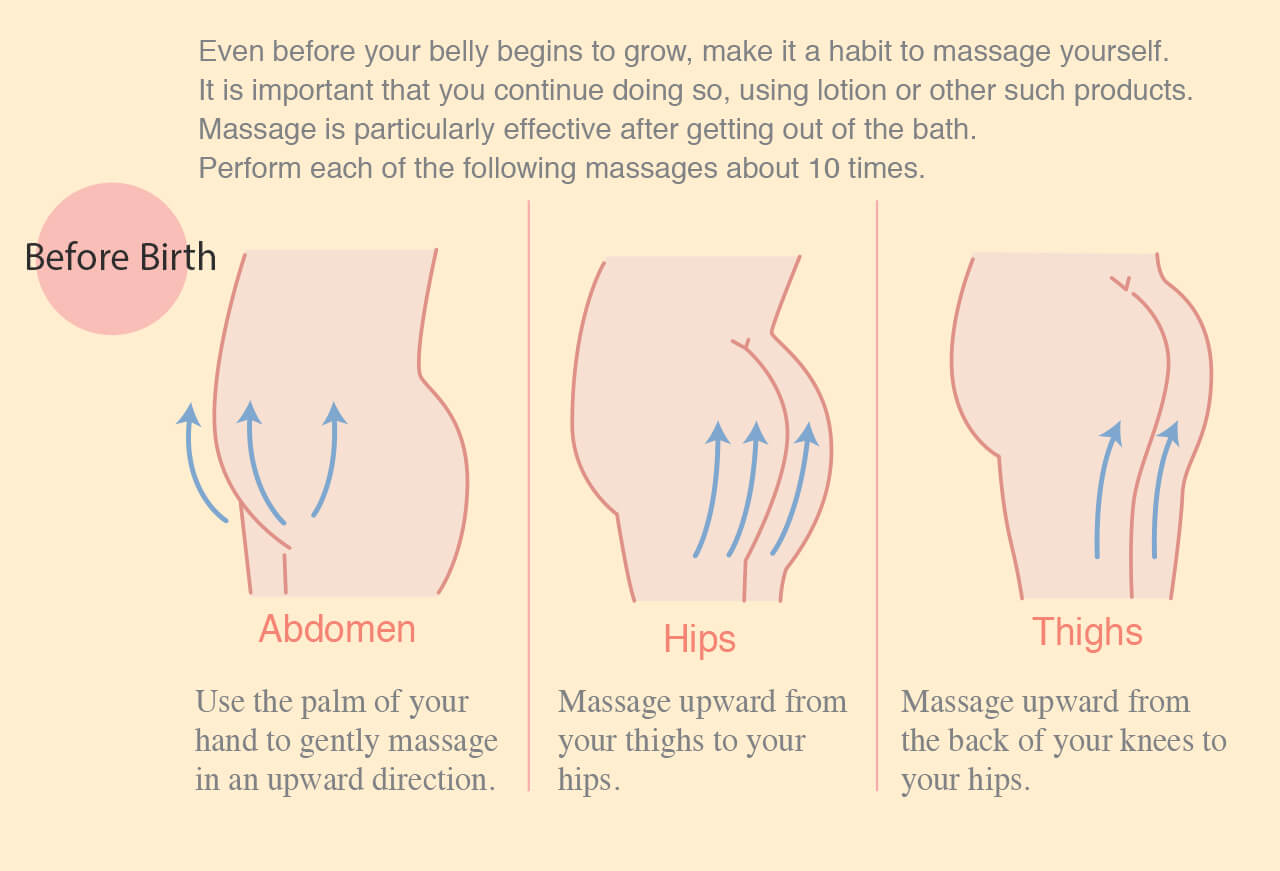 Even before your belly begins to grow, make it a habit to massage yourself.
It is important that you continue doing so, using lotion or other such products.
Massage is particularly effective after getting out of the bath.
Perform each of the following massages about 10 times.
Before Birth
Abdomen
Use the palm of your
hand to gently massage
in an upward direction.
Hips
Massage upward from
your thighs to your
hips.
Thighs
Massage upward from
the back of your knees to
your hips.